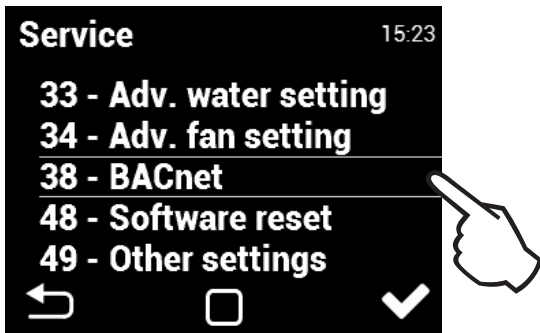 Service
15:23
33 - Adv. water setting
34 - Adv. fan setting
38 - BACnet
48 - Software reset
49 - Other settings